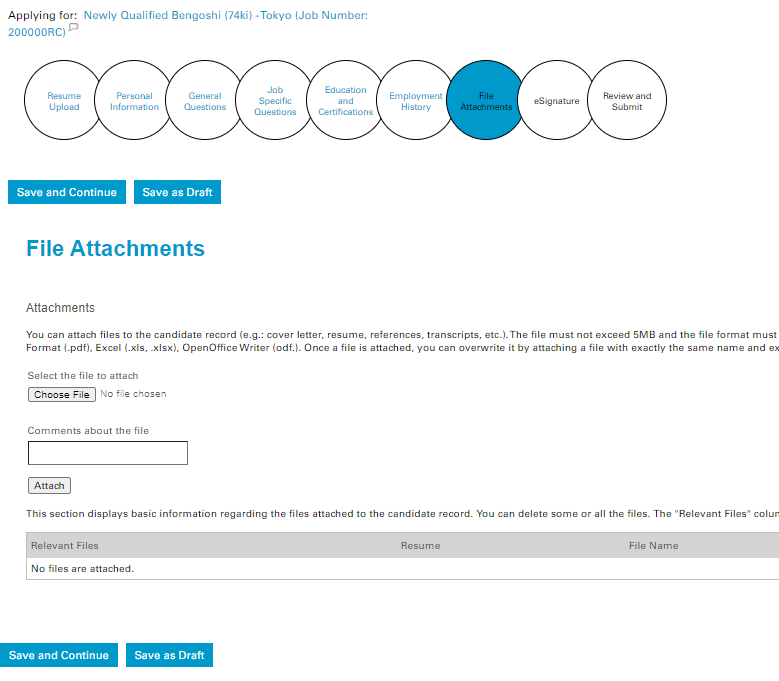 Applying for: Newly Qualified Bengoshi (74ki) -Tokyo (Job Number:
200000RC)
Resume
Upload
Personal
Information
General
Questions
Job
Specific
Questions
Education
and
Certifications
Employment
History
File
Attachments
eSignature
Review and
Submit
Save and Continue Save as Draft
File Attachments
Attachments
You can attach files to the candidate record (e.g.: cover letter, resume, references, transcripts, etc.). The file must not exceed 5MB and the file format must
Format (.pdf), Excel (.xls, .xlsx), OpenOffice Writer (odf.). Once a file is attached, you can overwrite it by attaching a file with exactly the same name and ex
Select the file to attach
Choose File No file chosen
Comments about the file
Attach
This section displays basic information regarding the files attached to the candidate record. You can delete some or all the files. The "Relevant Files" colu
Relevant Files Resume File Name
No files are attached.
Save and Continue Save as Draft